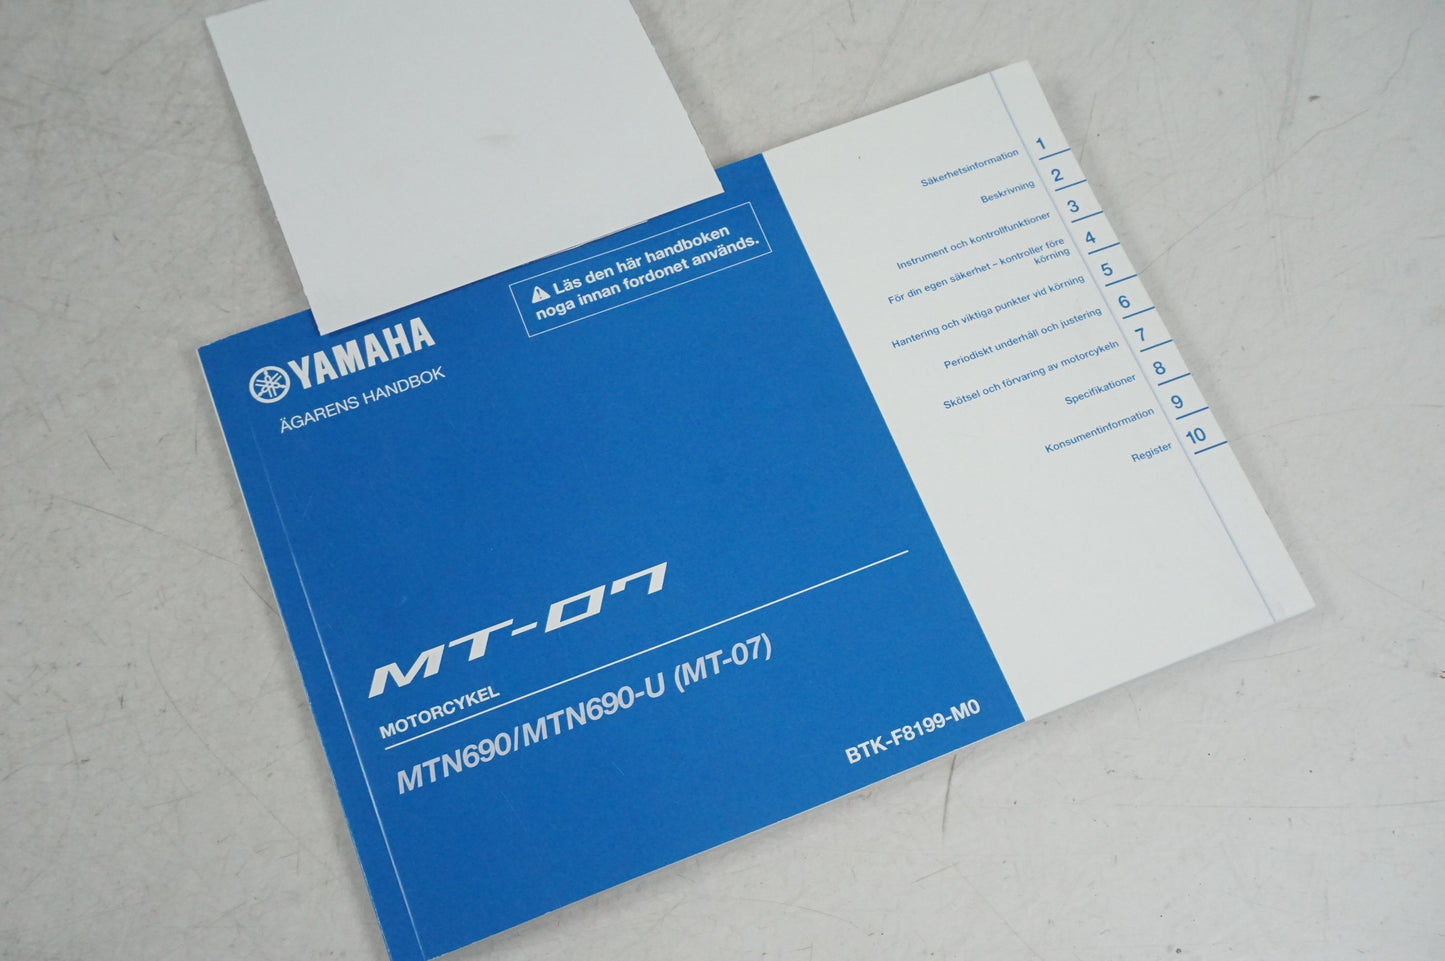 ⚠ Läs den här handboken
noga innan fordonet används.
YAMAHA
ÄGARENS HANDBOK
MT-07
MOTORCYKEL
MTN690/MTN690-U (MT-07)
BTK-F8199-M0
Säkerhetsinformation 1
Beskrivning 2
Instrument och kontrollfunktioner 3
För din egen säkerhet – kontroller före
körning 4
Hantering och viktiga punkter vid körning 5
Periodiskt underhåll och justering 6
Skötsel och förvaring av motorcykeln 7
Specifikationer 8
Konsumentinformation 9
Register 10